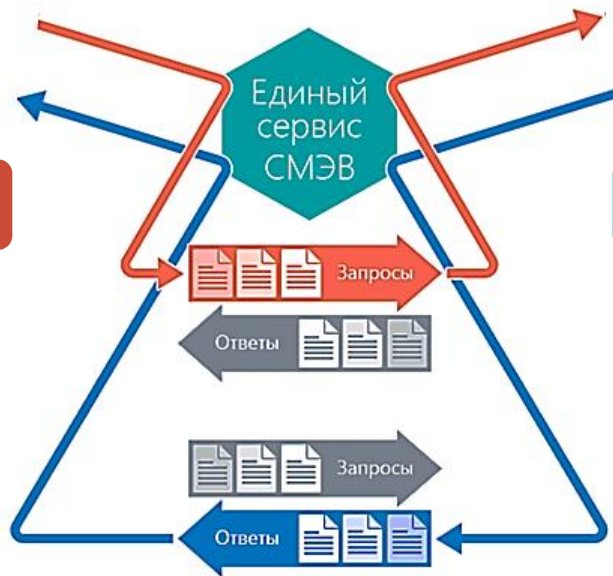 Единый
сервис
СМЭВ
Запросы
Ответы
Запросы
Ответы